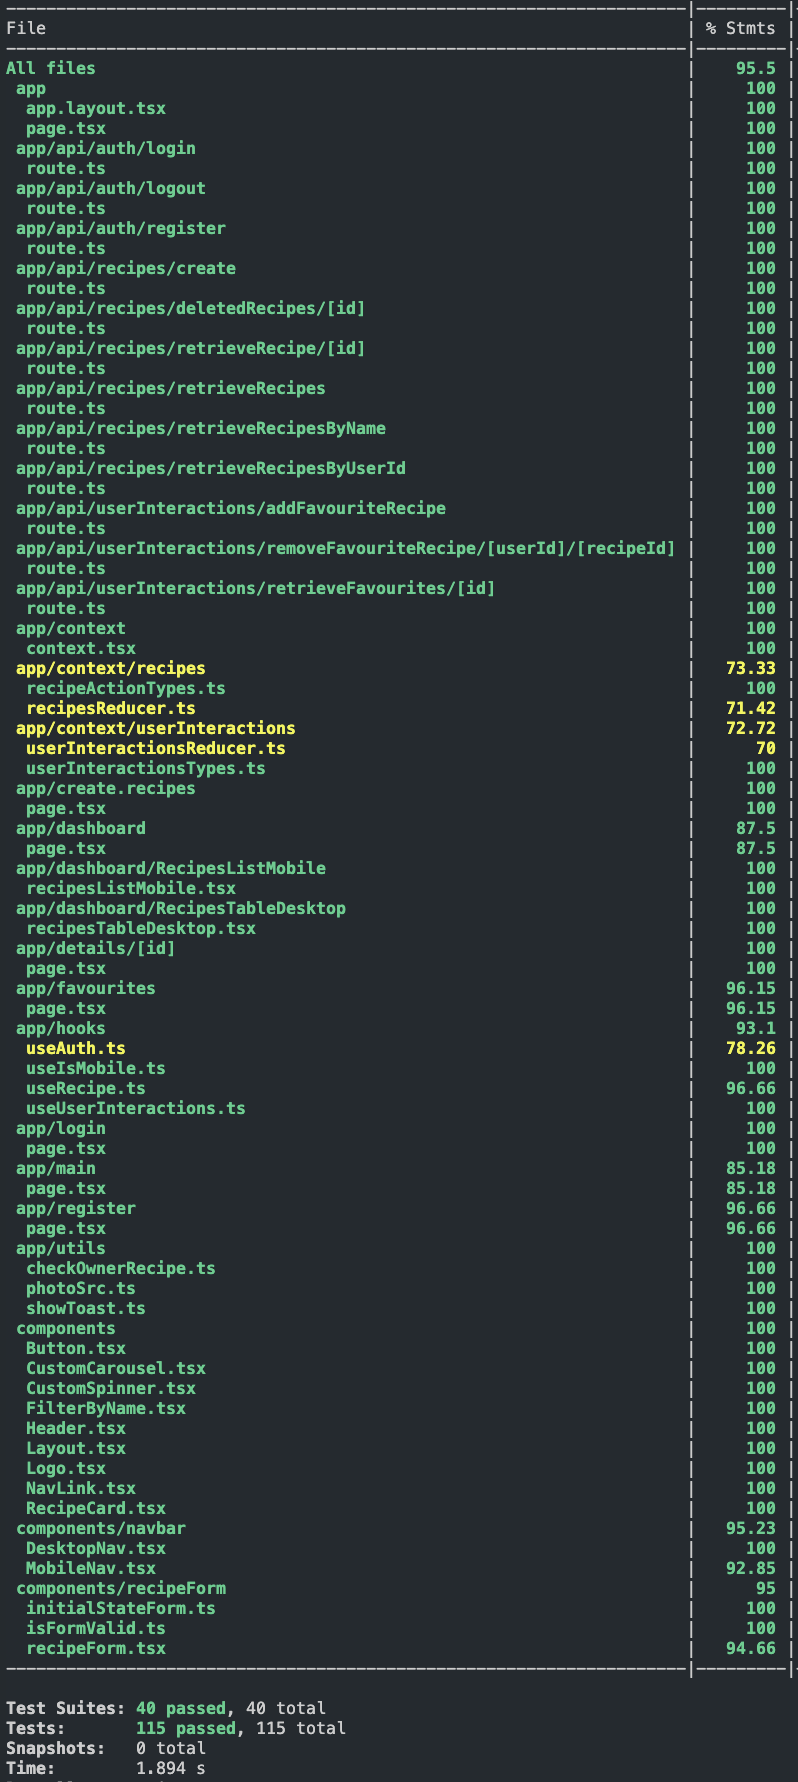 File | % Stmts |
All files | 95.5 |
app | 100 |
app.layout.tsx | 100 |
page.tsx | 100 |
app/api/auth/login | 100 |
route.ts | 100 |
app/api/auth/logout | 100 |
route.ts | 100 |
app/api/auth/register | 100 |
route.ts | 100 |
app/api/recipes/create | 100 |
route.ts | 100 |
app/api/recipes/deletedRecipes/[id] | 100 |
route.ts | 100 |
app/api/recipes/retrieveRecipe/[id] | 100 |
route.ts | 100 |
app/api/recipes/retrieveRecipes | 100 |
route.ts | 100 |
app/api/recipes/retrieveRecipesByName | 100 |
route.ts | 100 |
app/api/recipes/retrieveRecipesByUserId | 100 |
route.ts | 100 |
app/api/userInteractions/addFavouriteRecipe | 100 |
route.ts | 100 |
app/api/userInteractions/removeFavouriteRecipe/[userId]/[recipeId] | 100 |
route.ts | 100 |
app/api/userInteractions/retrieveFavourites/[id] | 100 |
route.ts | 100 |
app/context | 100 |
context.tsx | 100 |
app/context/recipes | 73.33 |
recipeActionTypes.ts | 100 |
recipesReducer.ts | 71.42 |
app/context/userInteractions | 72.72 |
userInteractionsReducer.ts | 70 |
userInteractionsTypes.ts | 100 |
app/create.recipes | 100 |
page.tsx | 100 |
app/dashboard | 87.5 |
page.tsx | 87.5 |
app/dashboard/RecipesListMobile | 100 |
recipesListMobile.tsx | 100 |
app/dashboard/RecipesTableDesktop | 100 |
recipesTableDesktop.tsx | 100 |
app/details/[id] | 100 |
page.tsx | 100 |
app/favourites | 96.15 |
page.tsx | 96.15 |
app/hooks | 93.1 |
useAuth.ts | 78.26 |
useIsMobile.ts | 100 |
useRecipe.ts | 96.66 |
useUserInteractions.ts | 100 |
app/login | 100 |
page.tsx | 100 |
app/main | 85.18 |
page.tsx | 85.18 |
app/register | 96.66 |
page.tsx | 96.66 |
app/utils | 100 |
checkOwnerRecipe.ts | 100 |
photoSrc.ts | 100 |
showToast.ts | 100 |
components | 100 |
Button.tsx | 100 |
CustomCarousel.tsx | 100 |
CustomSpinner.tsx | 100 |
FilterByName.tsx | 100 |
Header.tsx | 100 |
Layout.tsx | 100 |
Logo.tsx | 100 |
NavLink.tsx | 100 |
RecipeCard.tsx | 100 |
components/navbar | 95.23 |
DesktopNav.tsx | 100 |
MobileNav.tsx | 92.85 |
components/recipeForm | 95 |
initialStateForm.ts | 100 |
isFormValid.ts | 100 |
recipeForm.tsx | 94.66 |
Test Suites: 40 passed, 40 total
Tests: 115 passed, 115 total
Snapshots: 0 total
Time: 1.894 s